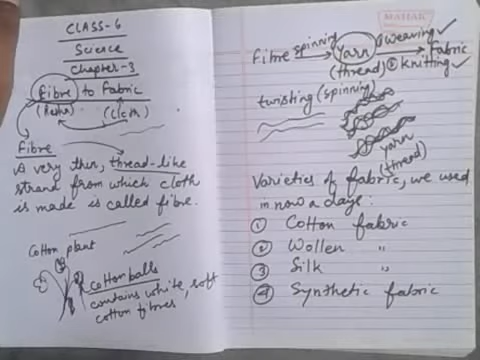 CLASS-6
Science
Chapter-3
Fibre to Fabric
(Cloth)
Fibre
A very thin, thread-like
strand from which cloth
is made is called fibre.
Cotton plant
Cotton balls
contains white, soft
cotton fibres
MAHAK
Fibre spinning Yarn ① weaving ✓ Fabric
(thread) ② knitting ✓
twisting (spinning)
yarn
(thread)
Varieties of fabric, we used
in now a days:
① Cotton fabric
② Wollen "
③ Silk "
④ Synthetic fabric